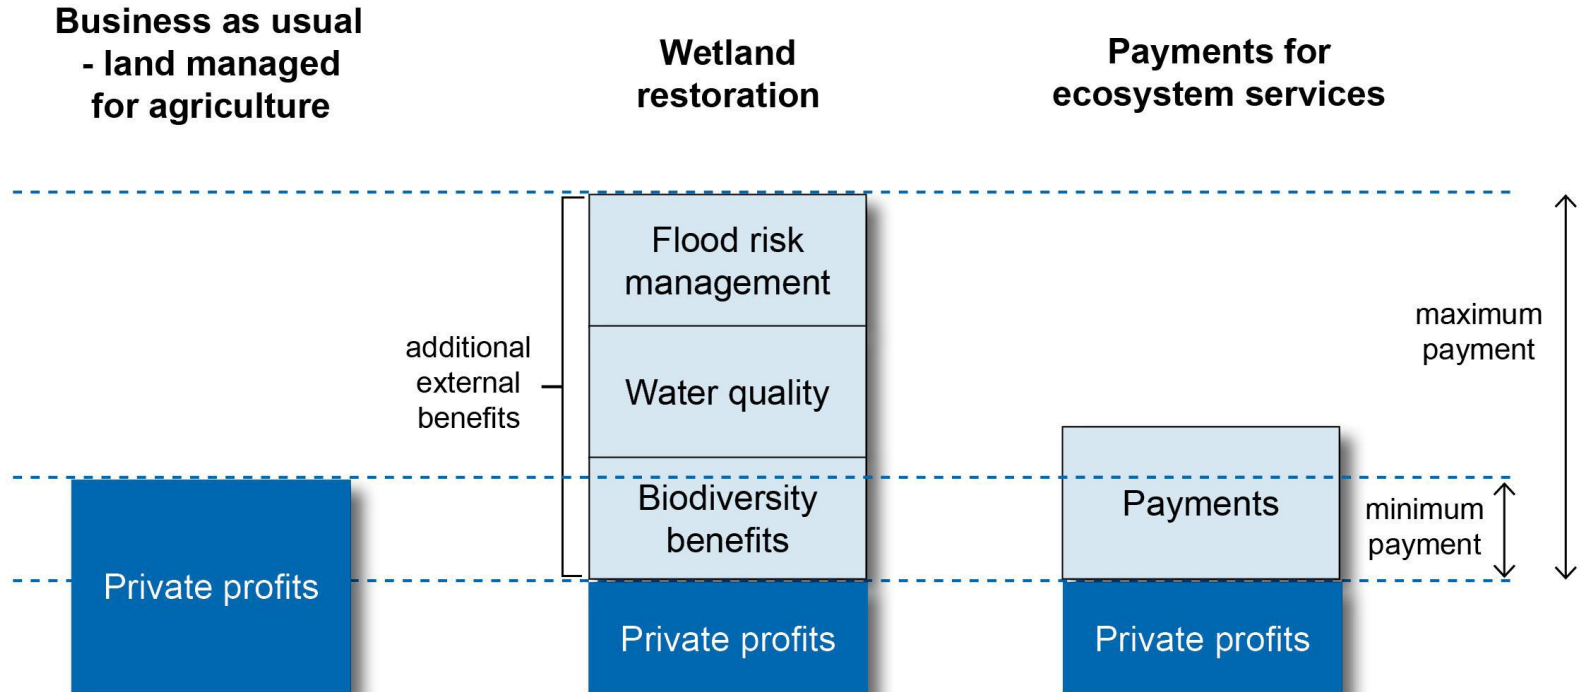 Business as usual
- land managed
for agriculture
Wetland
restoration
Payments for
ecosystem services
Flood risk
management
additional
external
benefits
Water quality
maximum
payment
Biodiversity
benefits
Payments
minimum
payment
Private profits
Private profits
Private profits